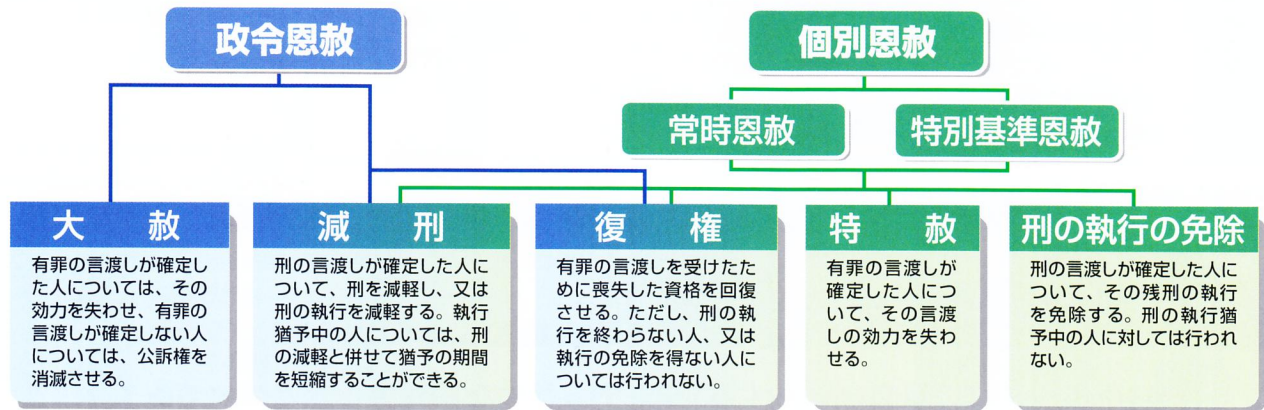 政令恩赦
個別恩赦
常時恩赦
特別基準恩赦
大赦
有罪の言渡しが確定し
た人については、その
効力を失わせ、有罪の
言渡しが確定しない人
については、公訴権を
消滅させる。
減刑
刑の言渡しが確定した人に
ついて、刑を減軽し、又は
刑の執行を減軽する。執行
猶予中の人については、刑
の減軽と併せて猶予の期間
を短縮することができる。
復権
有罪の言渡しを受けたた
めに喪失した資格を回復
させる。ただし、刑の執
行を終わらない人、又は
執行の免除を得ない人に
ついては行われない。
特赦
有罪の言渡しが
確定した人につ
いて、その言渡
しの効力を失わ
せる。
刑の執行の免除
刑の言渡しが確定した人に
ついて、その残刑の執行
を免除する。刑の執行猶
予中の人に対しては行われ
ない。